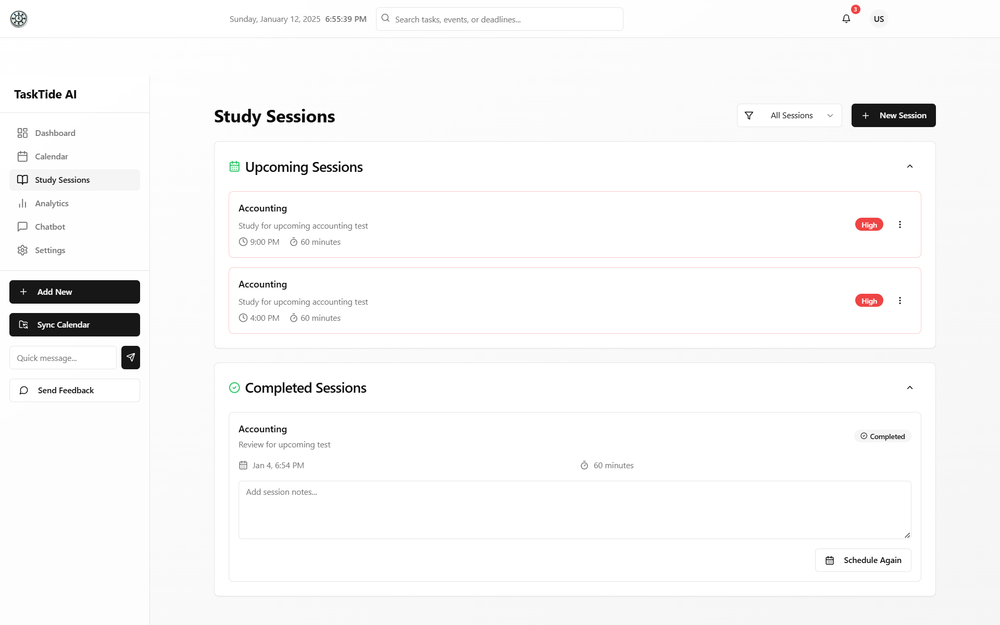 Sunday, January 12, 2025 6:55:39 PM
Search tasks, events, or deadlines...
3
US
TaskTide AI
Dashboard
Calendar
Study Sessions
Analytics
Chatbot
Settings
Add New
Sync Calendar
Quick message...
Send Feedback
Study Sessions
All Sessions
New Session
Upcoming Sessions
Accounting
Study for upcoming accounting test
9:00 PM 60 minutes
High
Accounting
Study for upcoming accounting test
4:00 PM 60 minutes
High
Completed Sessions
Accounting
Review for upcoming test
Completed
Jan 4, 6:54 PM 60 minutes
Add session notes...
Schedule Again